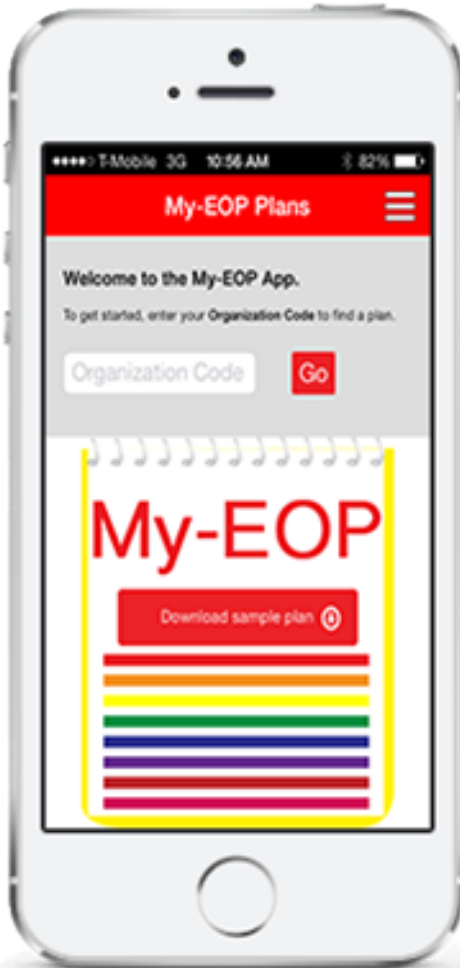 T-Mobile 3G 10:56 AM 82%
My-EOP Plans
Welcome to the My-EOP App.
To get started, enter your Organization Code to find a plan.
Organization Code Go
My-EOP
Download sample plan